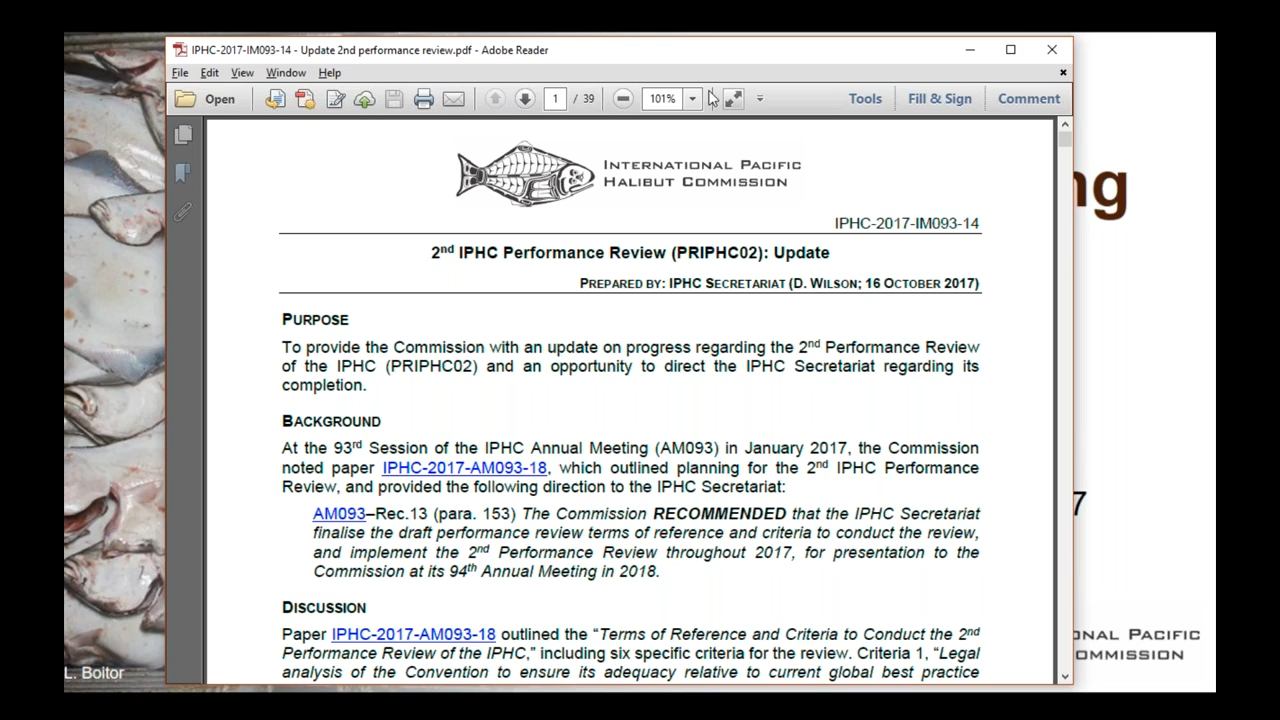 IPHC-2017-IM093-14 - Update 2nd performance review.pdf - Adobe Reader
File Edit View Window Help
Open 1 / 39 101% Tools Fill & Sign Comment
INTERNATIONAL PACIFIC
HALIBUT COMMISSION
IPHC-2017-IM093-14
2nd IPHC Performance Review (PRIPHC02): Update
PREPARED BY: IPHC SECRETARIAT (D. WILSON; 16 OCTOBER 2017)
PURPOSE
To provide the Commission with an update on progress regarding the 2nd Performance Review
of the IPHC (PRIPHC02) and an opportunity to direct the IPHC Secretariat regarding its
completion.
BACKGROUND
At the 93rd Session of the IPHC Annual Meeting (AM093) in January 2017, the Commission
noted paper IPHC-2017-AM093-18, which outlined planning for the 2nd IPHC Performance
Review, and provided the following direction to the IPHC Secretariat:
AM093–Rec.13 (para. 153) The Commission RECOMMENDED that the IPHC Secretariat
finalise the draft performance review terms of reference and criteria to conduct the review,
and implement the 2nd Performance Review throughout 2017, for presentation to the
Commission at its 94th Annual Meeting in 2018.
DISCUSSION
Paper IPHC-2017-AM093-18 outlined the “Terms of Reference and Criteria to Conduct the 2nd
Performance Review of the IPHC,” including six specific criteria for the review. Criteria 1, “Legal
analysis of the Convention to ensure its adequacy relative to current global best practice
ng
7
ONAL PACIFIC
OMMISSION
L. Boitor